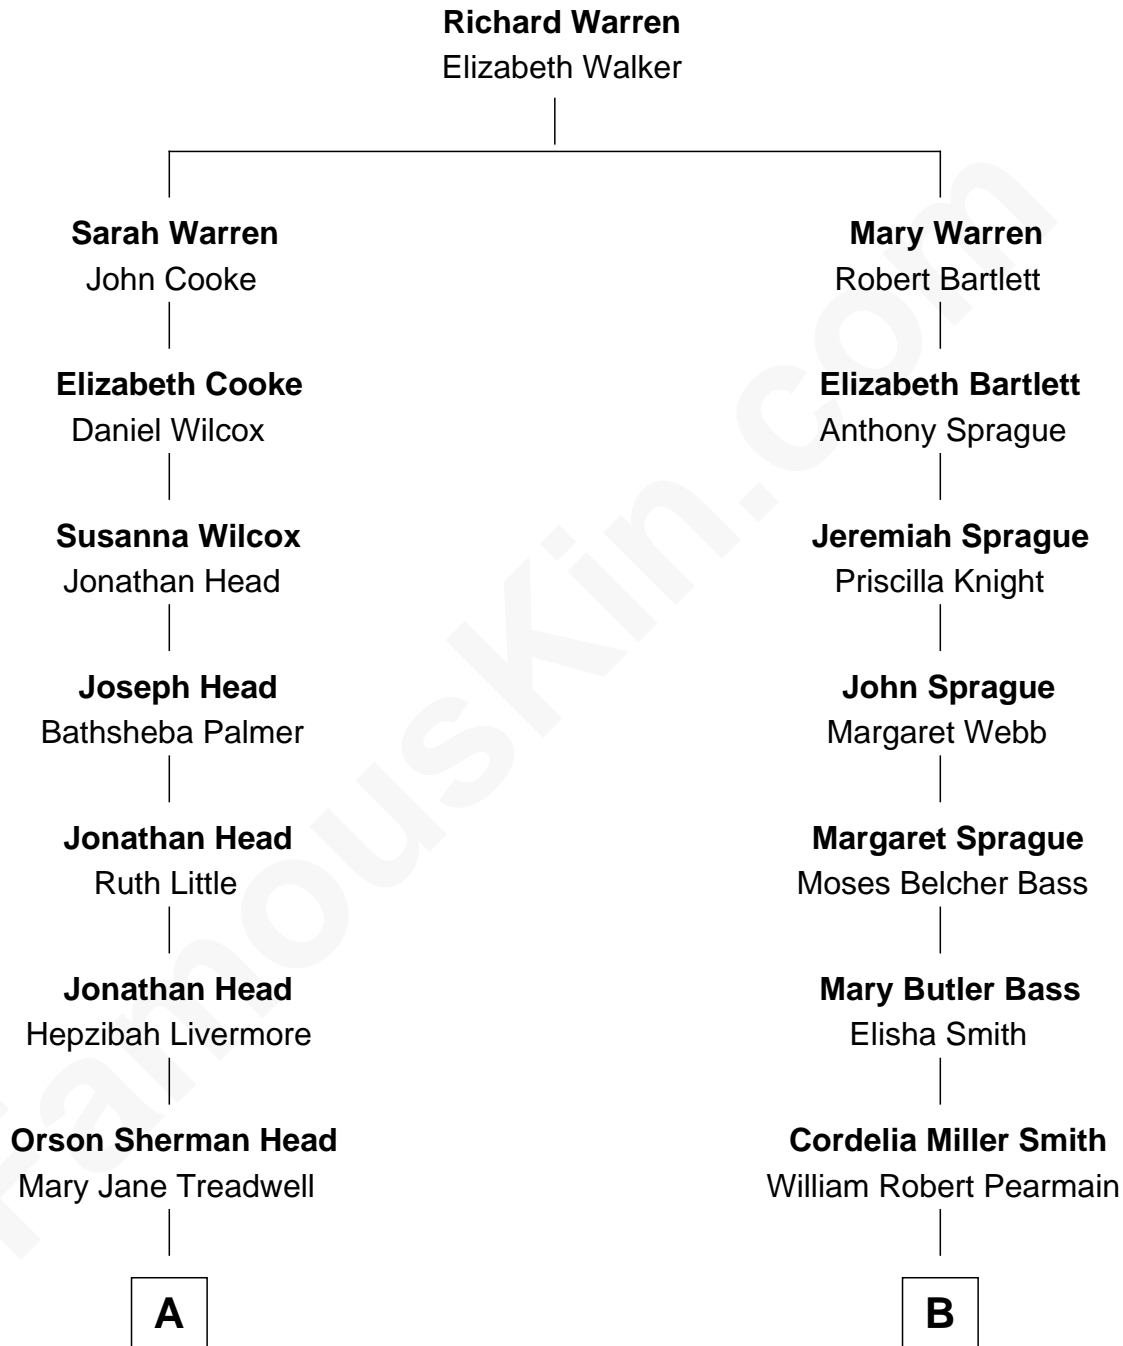 Richard Warren
Elizabeth Walker
Sarah Warren
John Cooke
Elizabeth Cooke
Daniel Wilcox
Susanna Wilcox
Jonathan Head
Joseph Head
Bathsheba Palmer
Jonathan Head
Ruth Little
Jonathan Head
Hepzibah Livermore
Orson Sherman Head
Mary Jane Treadwell
A
Mary Warren
Robert Bartlett
Elizabeth Bartlett
Anthony Sprague
Jeremiah Sprague
Priscilla Knight
John Sprague
Margaret Webb
Margaret Sprague
Moses Belcher Bass
Mary Butler Bass
Elisha Smith
Cordelia Miller Smith
William Robert Pearmain
B
FamousKin.com